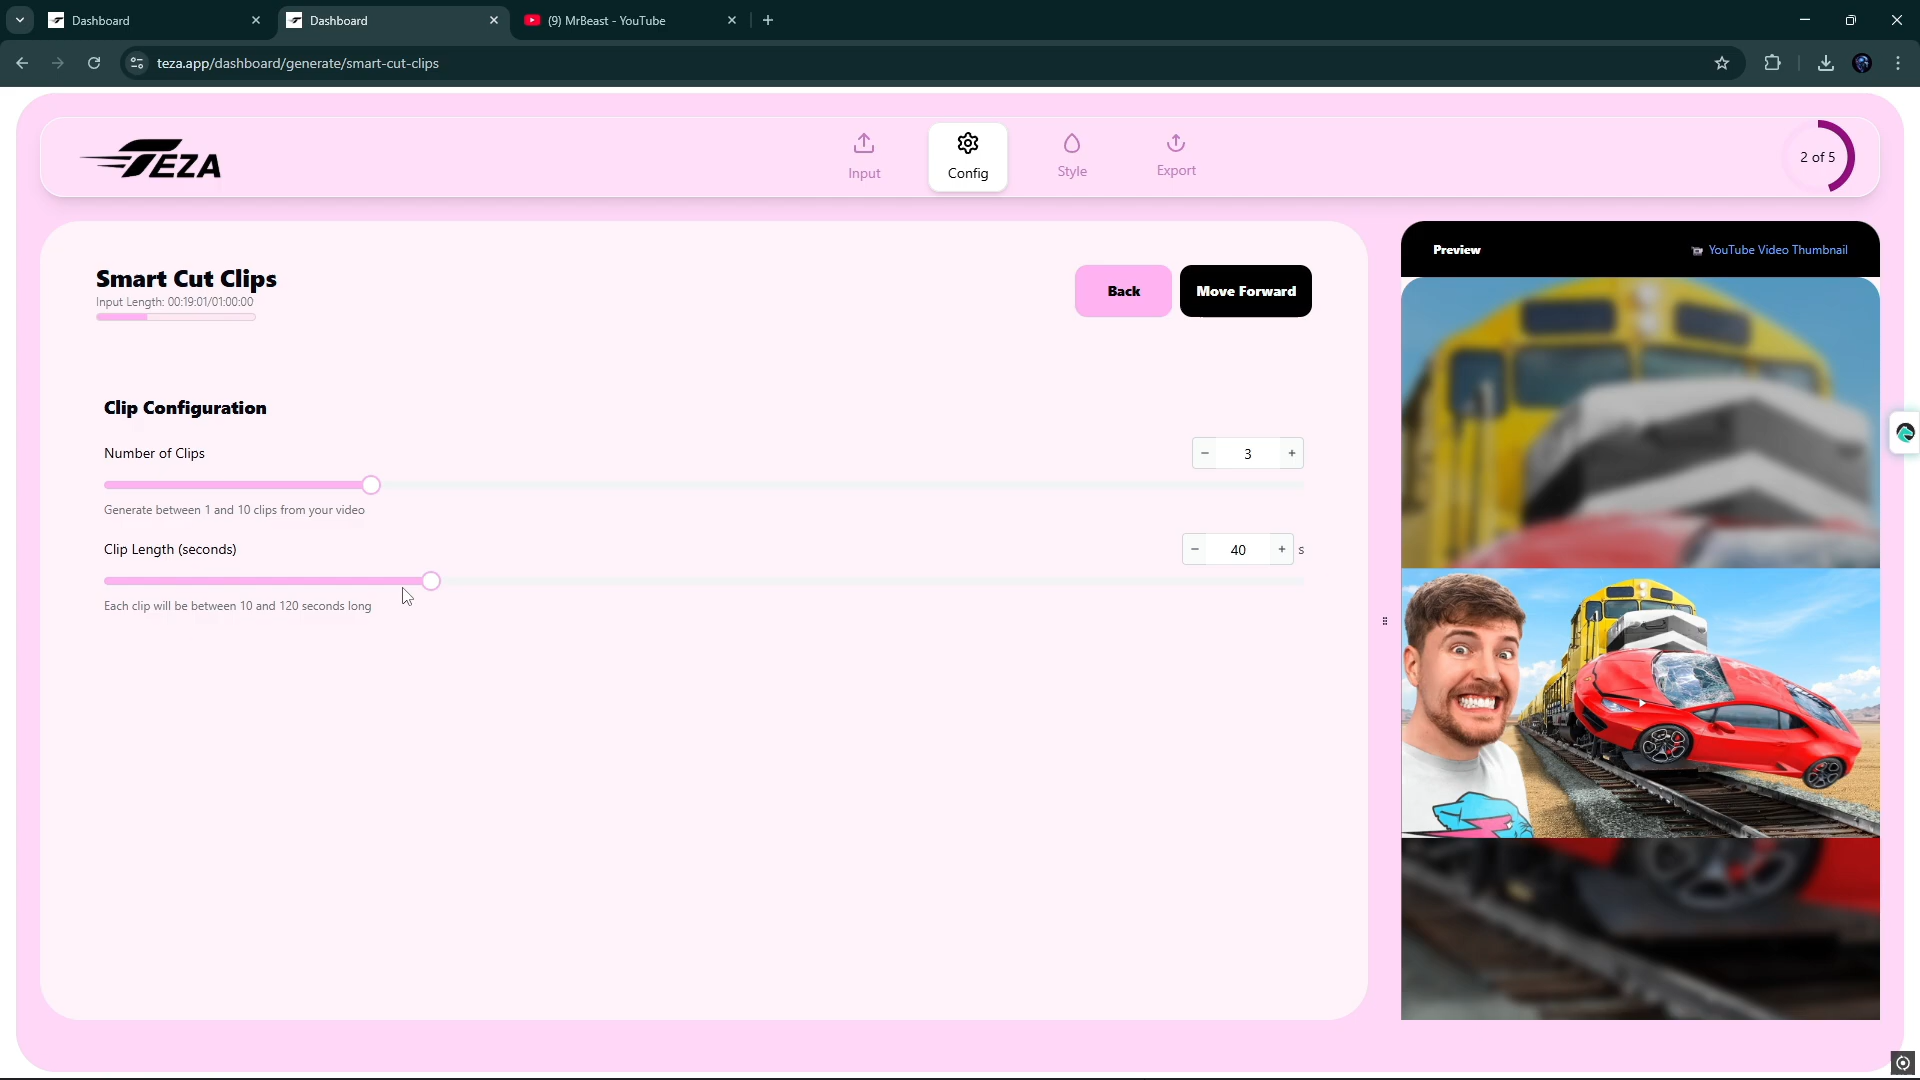 Dashboard
Dashboard
(9) MrBeast - YouTube
teza.app/dashboard/generate/smart-cut-clips
TEZA
Input
Config
Style
Export
2 of 5
Smart Cut Clips
Input Length: 00:19:01/01:00:00
Back
Move Forward
Preview
YouTube Video Thumbnail
Clip Configuration
Number of Clips
− 3 +
Generate between 1 and 10 clips from your video
Clip Length (seconds)
− 40 + s
Each clip will be between 10 and 120 seconds long